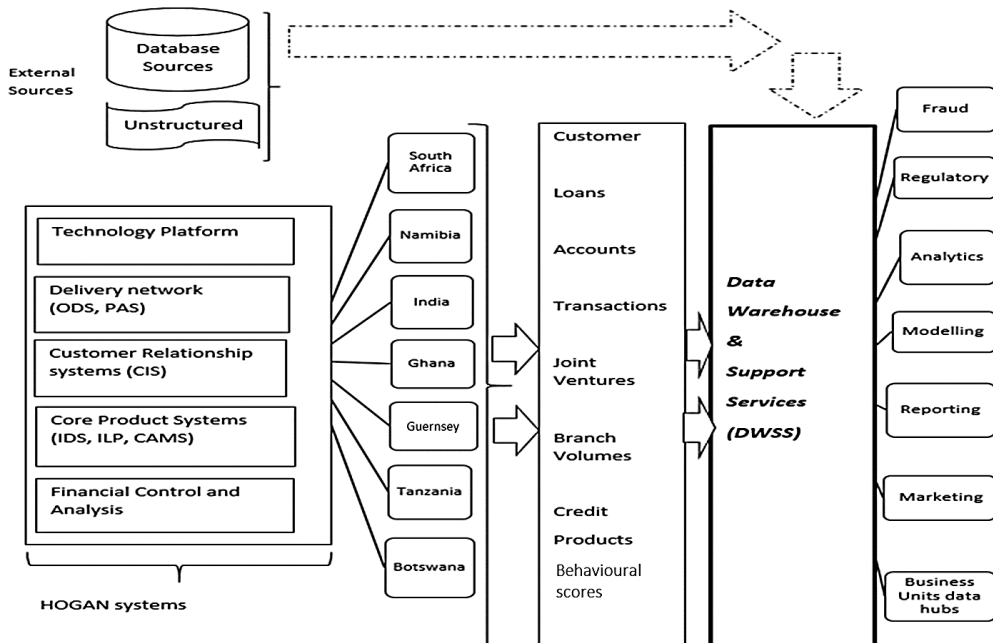 External
Sources
Database
Sources
Unstructured
Technology Platform
Delivery network
(ODS, PAS)
Customer Relationship
systems (CIS)
Core Product Systems
(IDS, ILP, CAMS)
Financial Control and
Analysis
HOGAN systems
South
Africa
Namibia
India
Ghana
Guernsey
Tanzania
Botswana
Customer
Loans
Accounts
Transactions
Joint
Ventures
Branch
Volumes
Credit
Products
Behavioural
scores
Data
Warehouse
&
Support
Services
(DWSS)
Fraud
Regulatory
Analytics
Modelling
Reporting
Marketing
Business
Units data
hubs